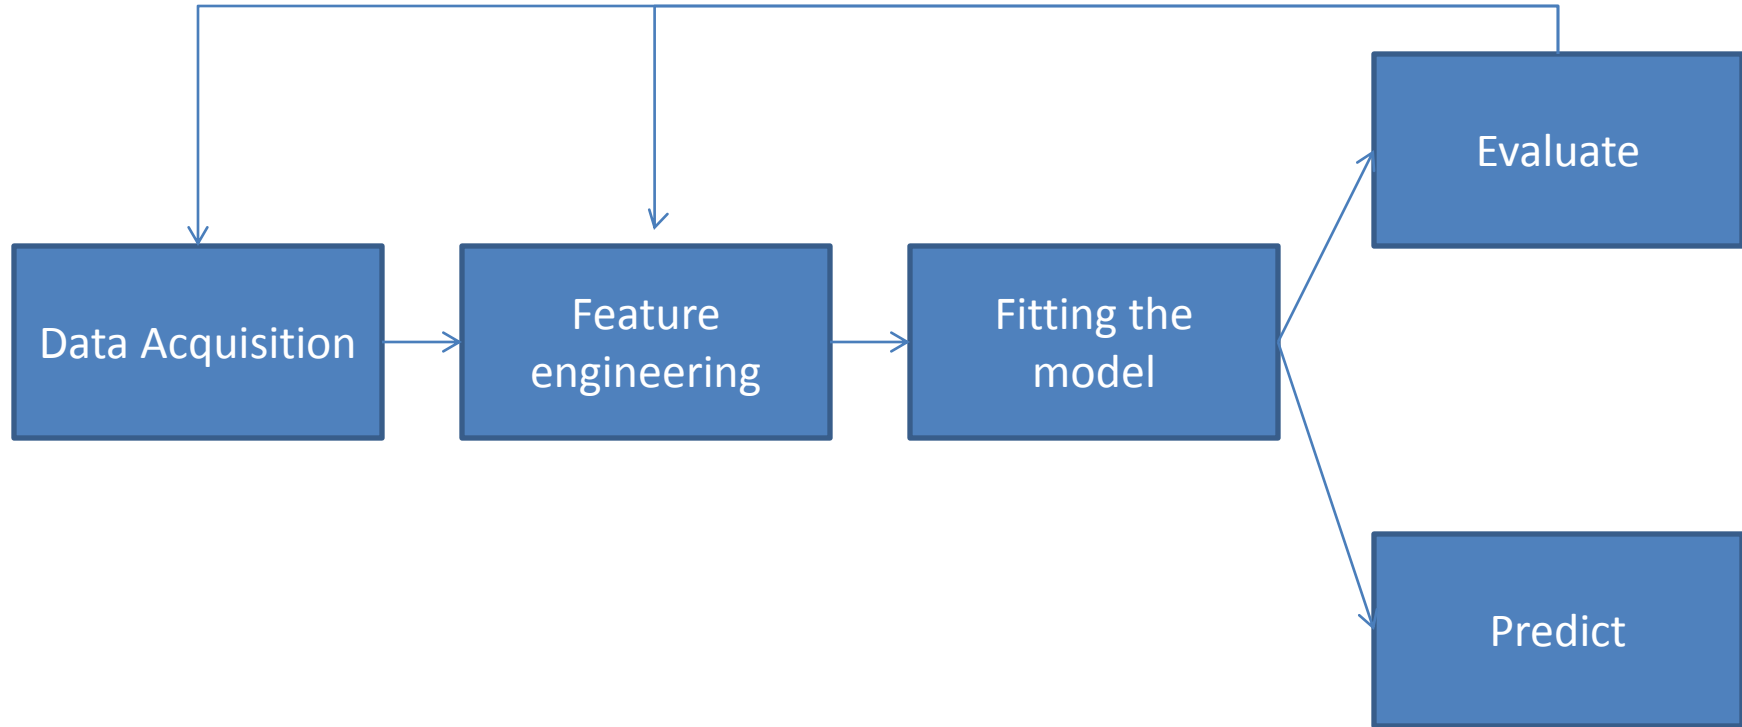 Evaluate
Data Acquisition
Feature
engineering
Fitting the
model
Predict